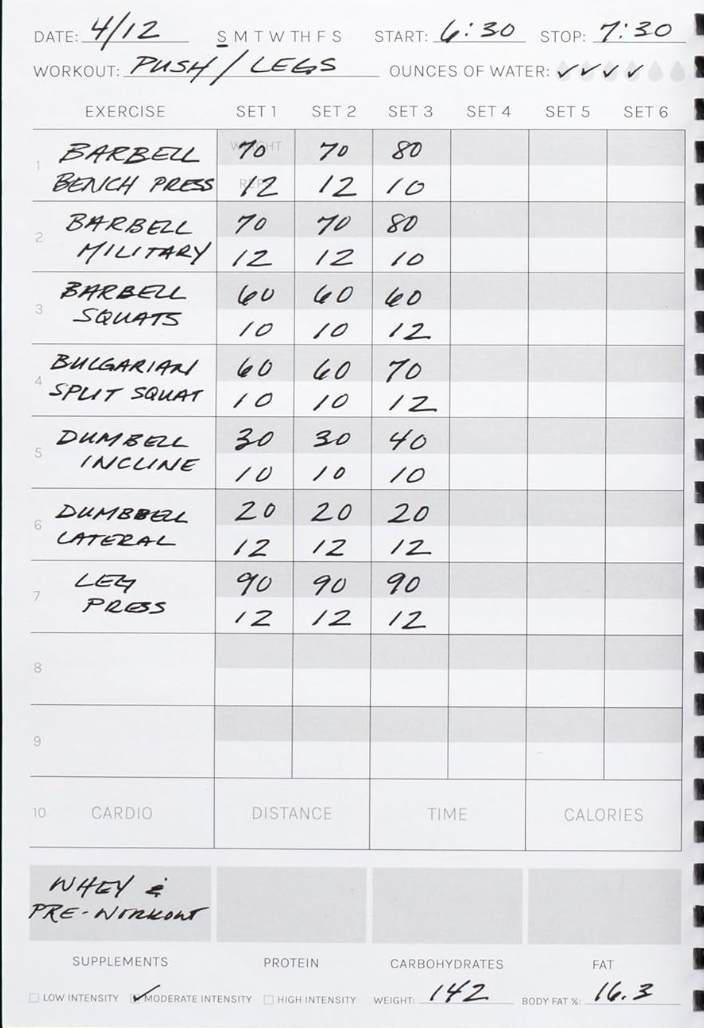 DATE: 4/12 S M T W TH F S START: 6:30 STOP: 7:30
WORKOUT: PUSH / LEGS OUNCES OF WATER: ✓ ✓ ✓ ✓
EXERCISE SET 1 SET 2 SET 3 SET 4 SET 5 SET 6
1 BARBELL WEIGHT 70 70 80
BENCH PRESS REPS 12 12 10
2 BARBELL 70 70 80
MILITARY 12 12 10
3 BARBELL 60 60 60
SQUATS 10 10 12
4 BULGARIAN 60 60 70
SPLIT SQUAT 10 10 12
5 DUMBELL 30 30 40
INCLINE 10 10 10
6 DUMBBELL 20 20 20
LATERAL 12 12 12
7 LEG 90 90 90
PRESS 12 12 12
8
9
10 CARDIO DISTANCE TIME CALORIES
WHEY &
PRE-WORKOUT
SUPPLEMENTS PROTEIN CARBOHYDRATES FAT
LOW INTENSITY ✓ MODERATE INTENSITY HIGH INTENSITY WEIGHT: 142 BODY FAT %: 16.3